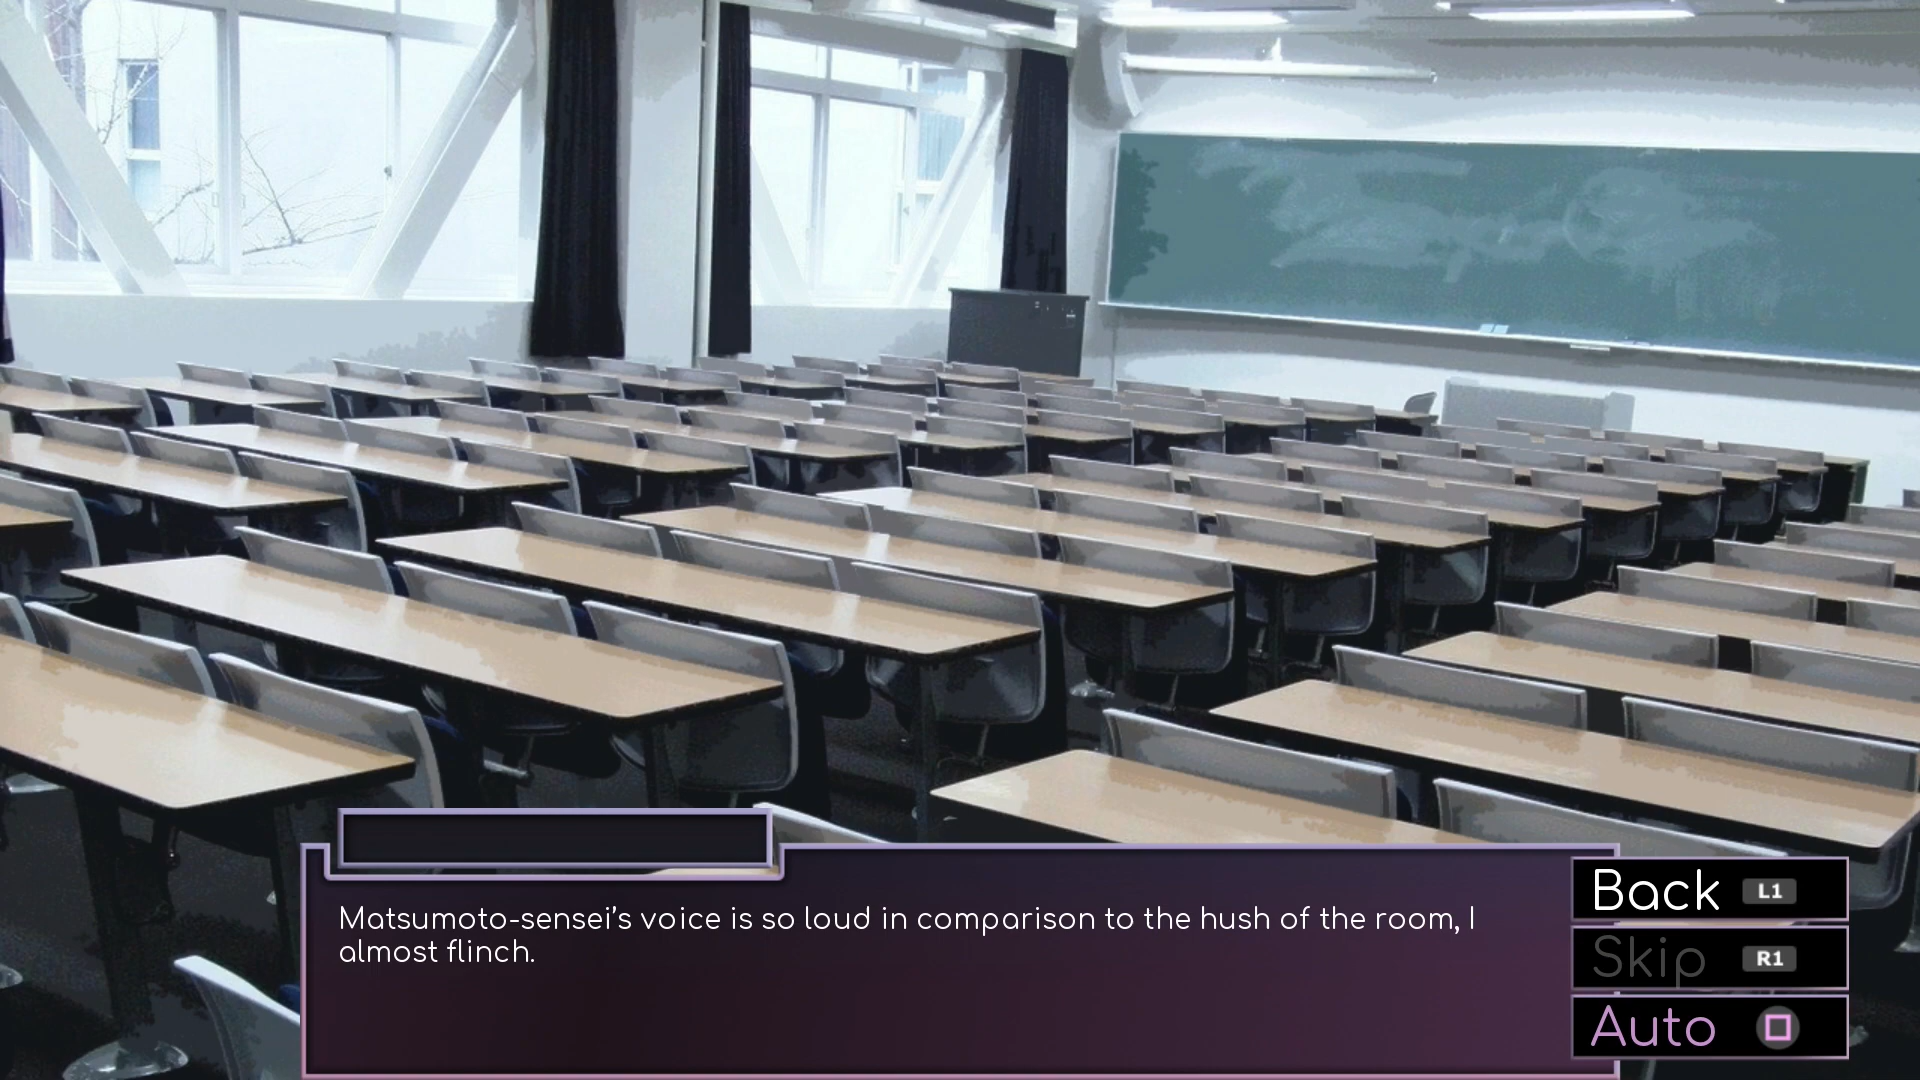 Matsumoto-sensei's voice is so loud in comparison to the hush of the room, I
almost flinch.
Back L1
Skip R1
Auto